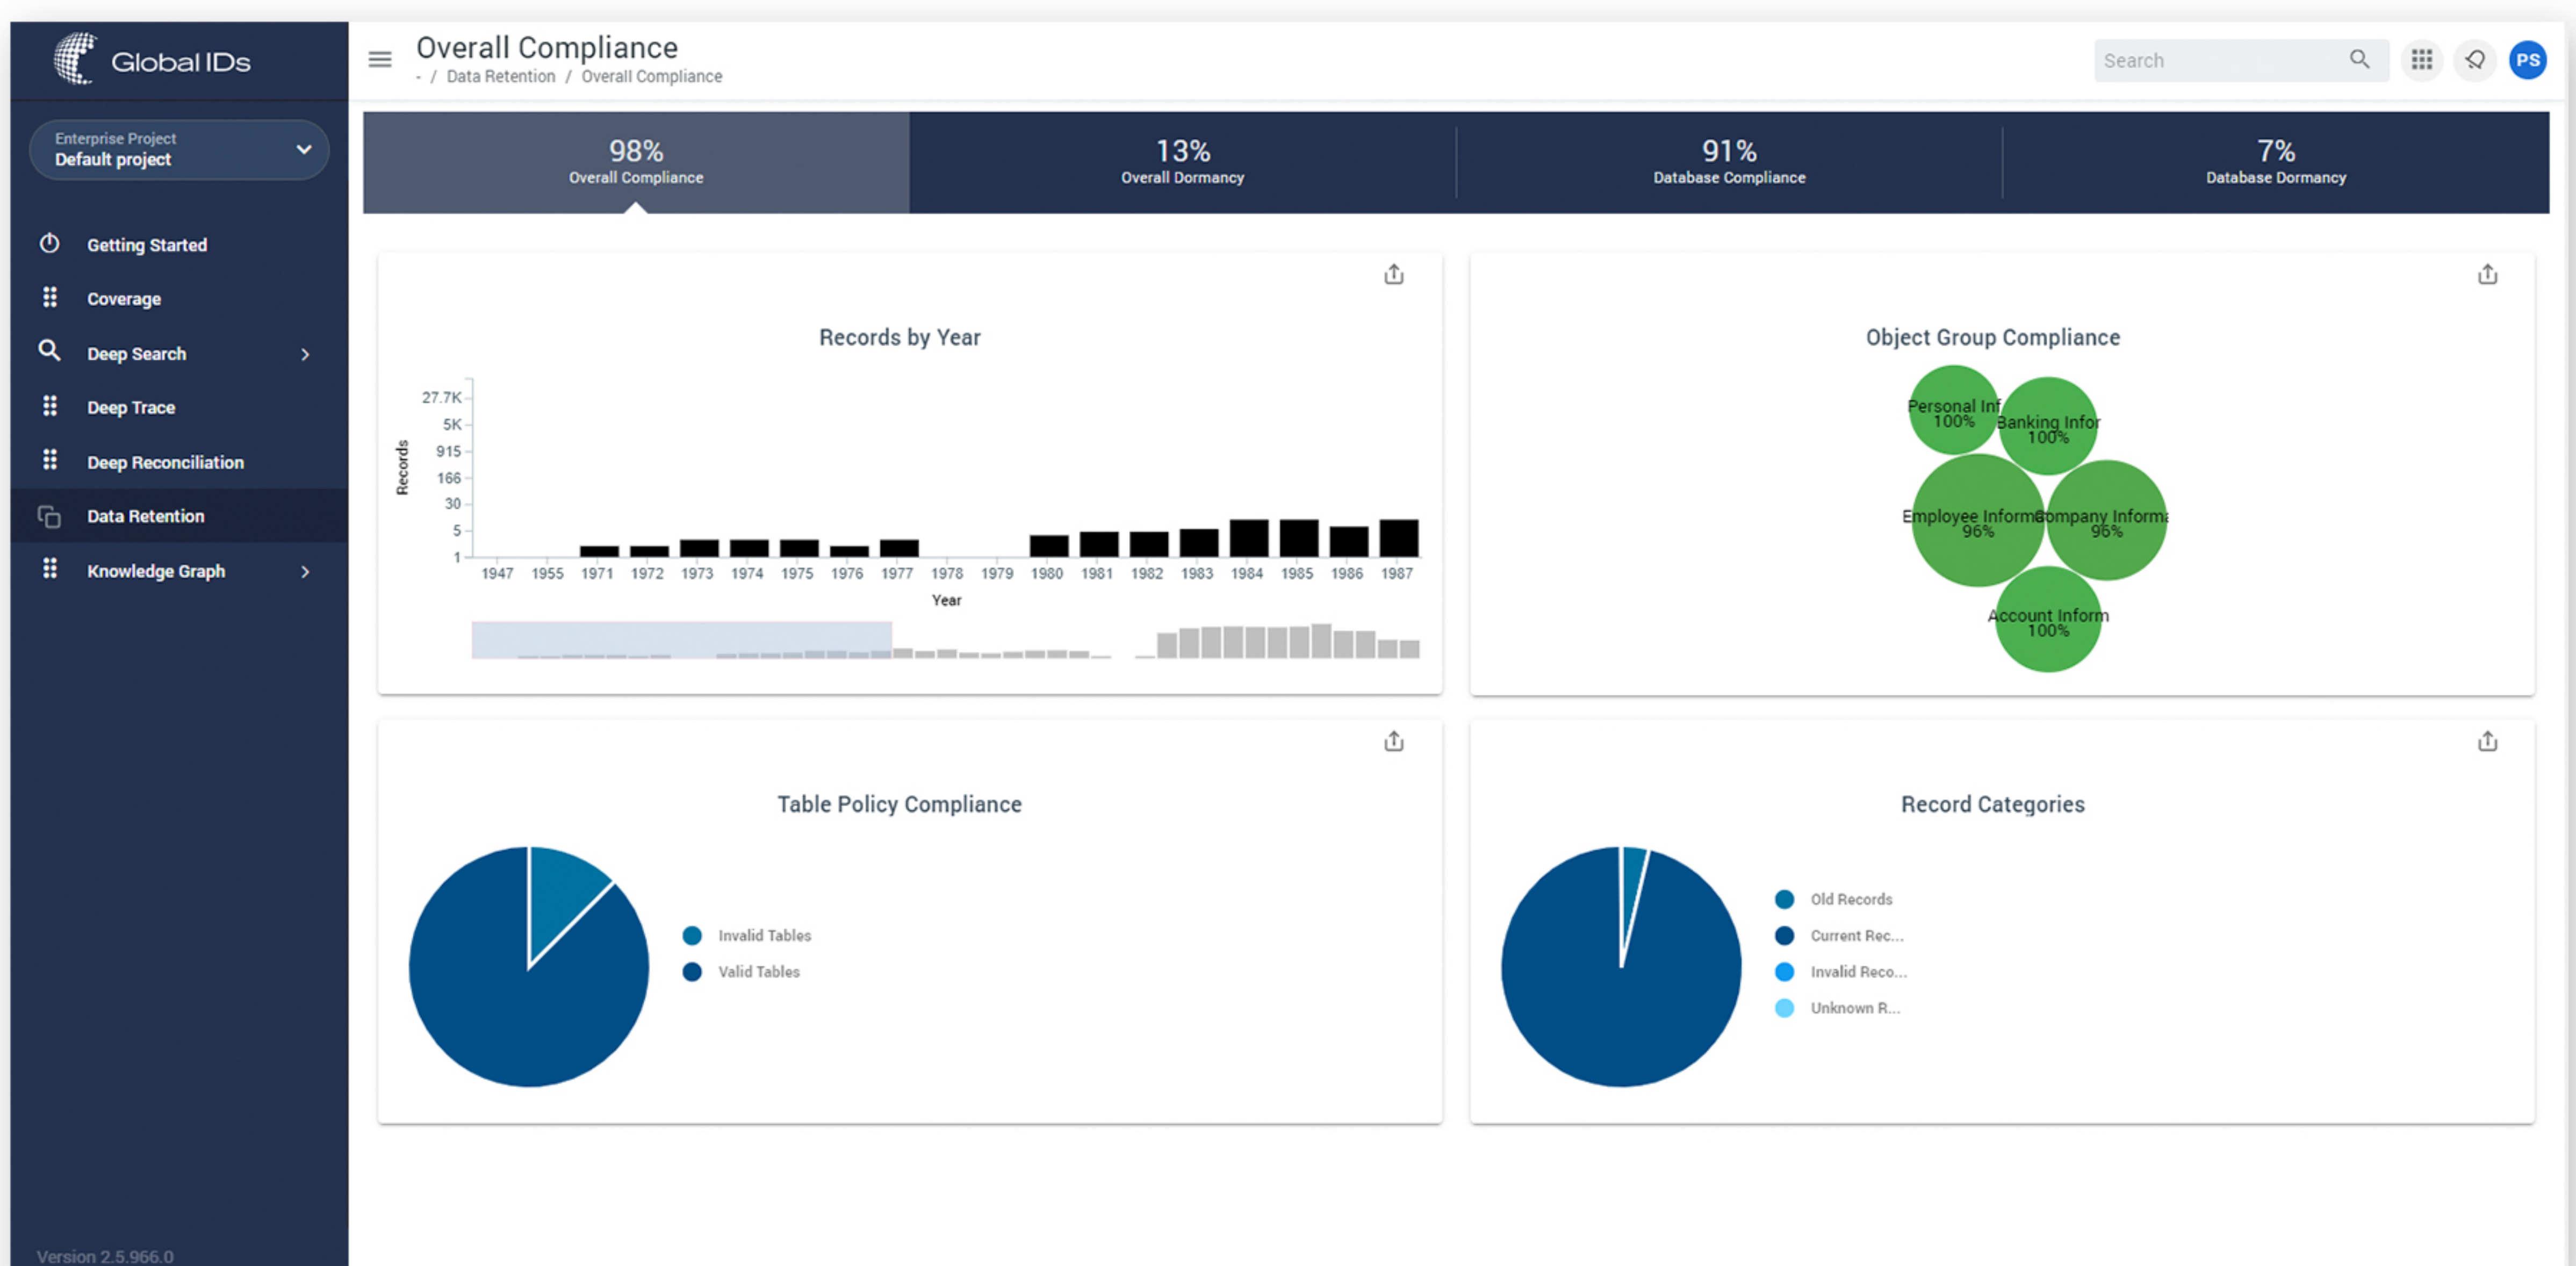 Global IDs
Enterprise Project
Default project
Getting Started
Coverage
Deep Search
Deep Trace
Deep Reconciliation
Data Retention
Knowledge Graph
Version 2.5.966.0
Overall Compliance
- / Data Retention / Overall Compliance
Search
PS
98%
Overall Compliance
13%
Overall Dormancy
91%
Database Compliance
7%
Database Dormancy
Records by Year
Records
27.7K
5K
915
166
30
5
1
1947 1955 1971 1972 1973 1974 1975 1976 1977 1978 1979 1980 1981 1982 1983 1984 1985 1986 1987
Year
Object Group Compliance
Personal Inf
100%
Banking Infor
100%
Employee Informa
96%
Company Informa
96%
Account Inform
100%
Table Policy Compliance
Invalid Tables
Valid Tables
Record Categories
Old Records
Current Rec...
Invalid Reco...
Unknown R...